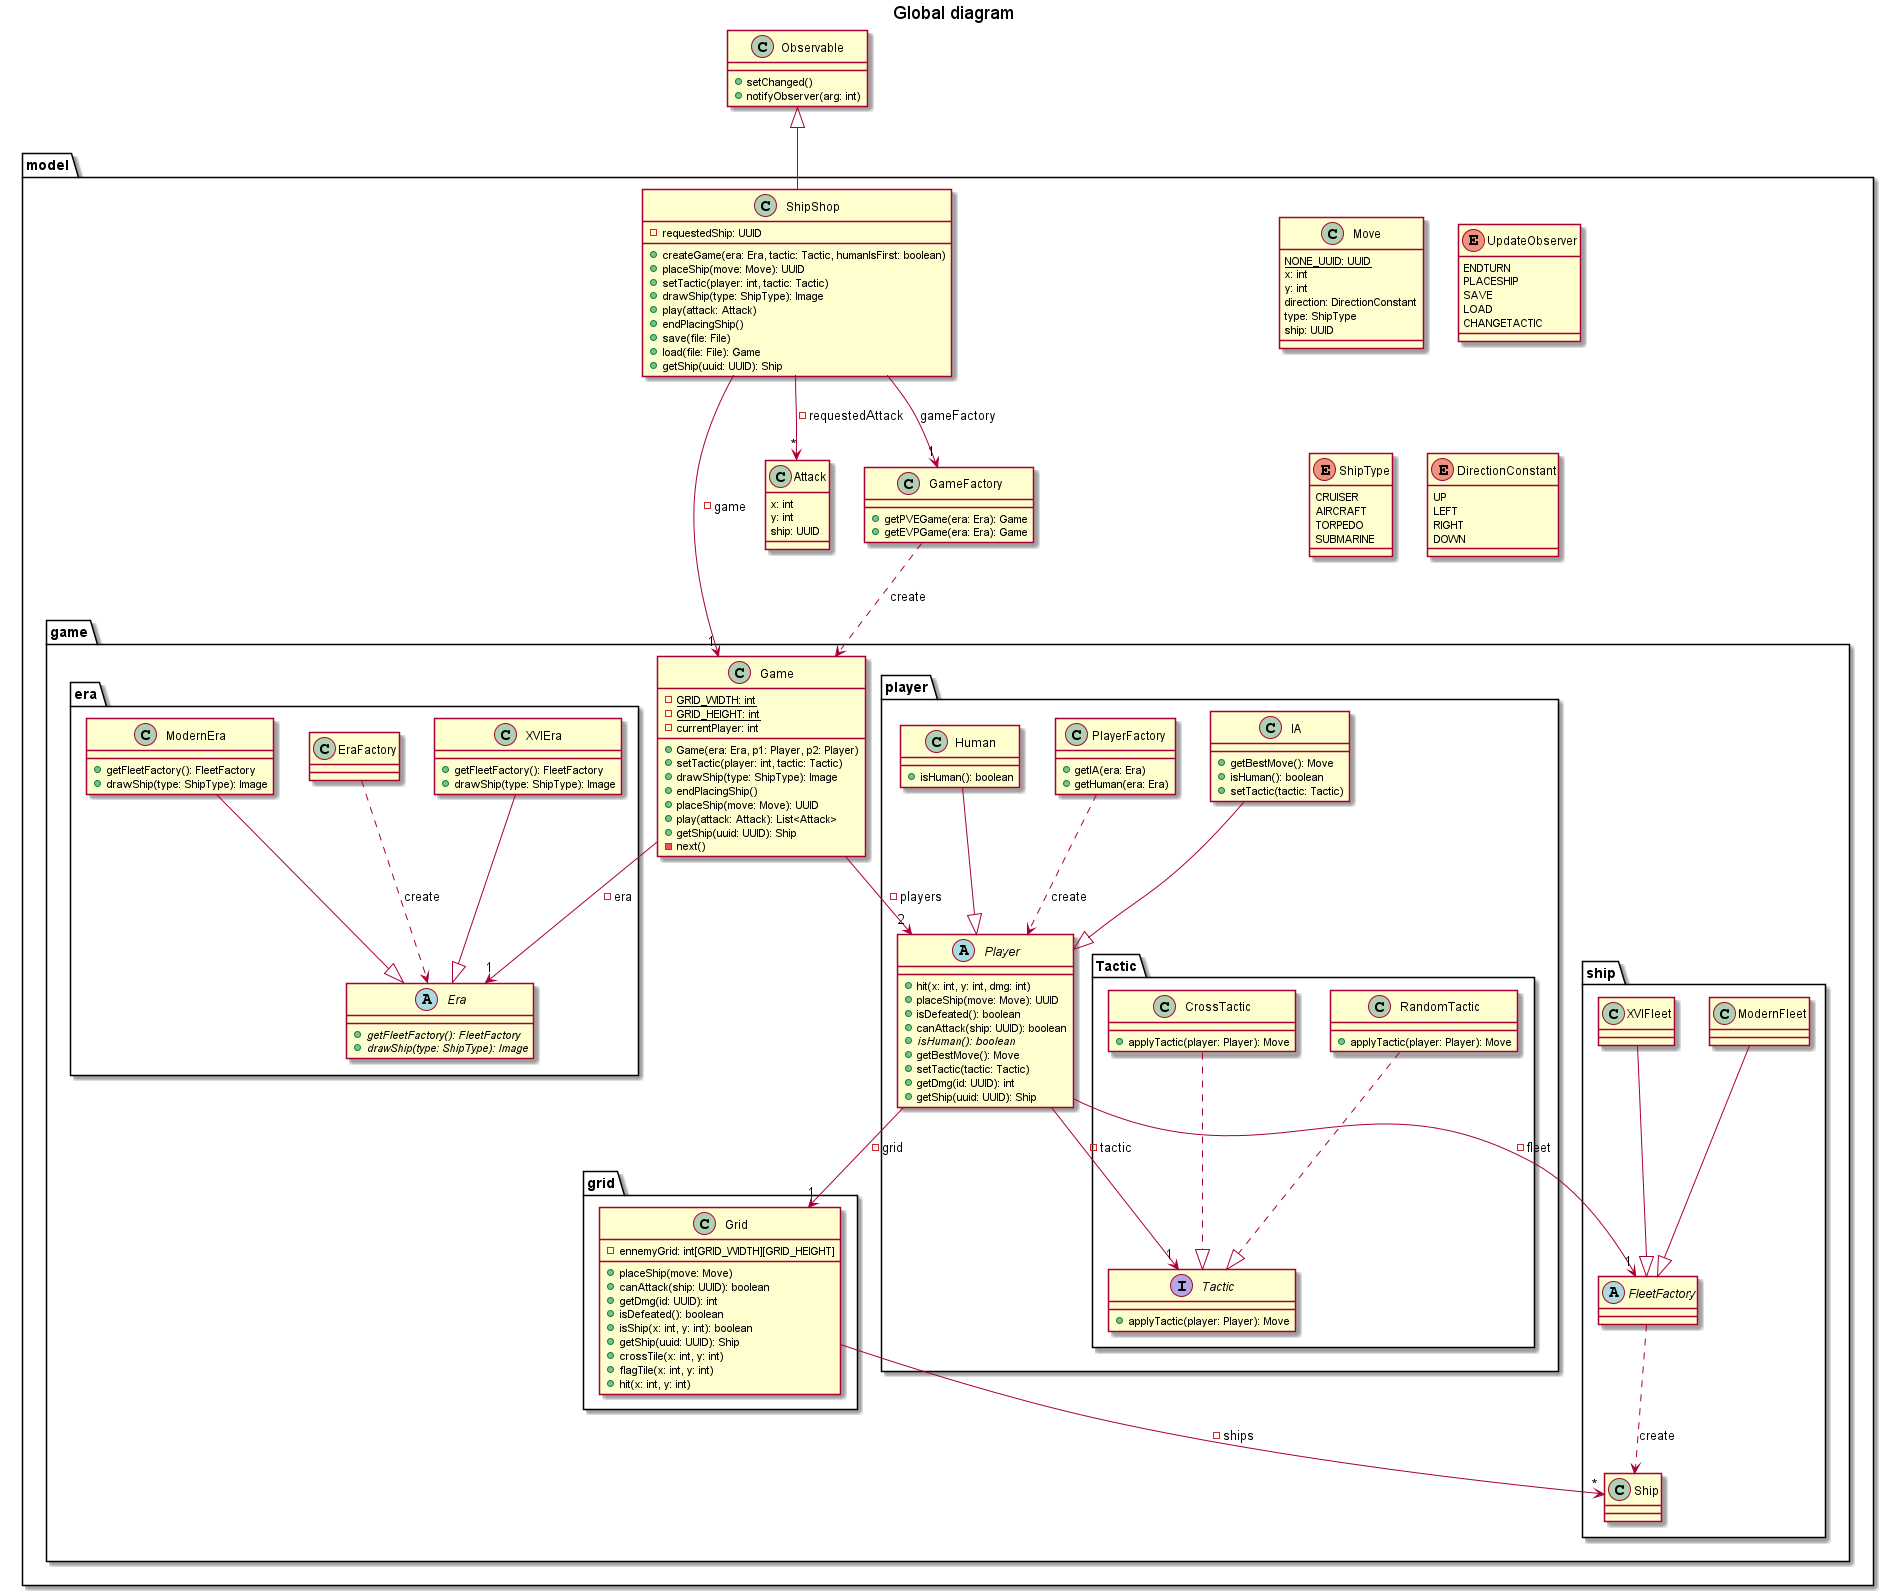 Global diagram
C Observable
setChanged()
notifyObserver(arg: int)
model
C ShipShop
requestedShip: UUID
createGame(era: Era, tactic: Tactic, humanIsFirst: boolean)
placeShip(move: Move): UUID
setTactic(player: int, tactic: Tactic)
drawShip(type: ShipType): Image
play(attack: Attack)
endPlacingShip()
save(file: File)
load(file: File): Game
getShip(uuid: UUID): Ship
C Move
NONE_UUID: UUID
x: int
y: int
direction: DirectionConstant
type: ShipType
ship: UUID
E UpdateObserver
ENDTURN
PLACESHIP
SAVE
LOAD
CHANGETACTIC
requestedAttack
gameFactory
*
1
game
C Attack
x: int
y: int
ship: UUID
C GameFactory
getPVEGame(era: Era): Game
getEVPGame(era: Era): Game
E ShipType
CRUISER
AIRCRAFT
TORPEDO
SUBMARINE
E DirectionConstant
UP
LEFT
RIGHT
DOWN
create
game
1
C Game
GRID_WIDTH: int
GRID_HEIGHT: int
currentPlayer: int
Game(era: Era, p1: Player, p2: Player)
setTactic(player: int, tactic: Tactic)
drawShip(type: ShipType): Image
endPlacingShip()
placeShip(move: Move): UUID
play(attack: Attack): List<Attack>
getShip(uuid: UUID): Ship
next()
era
C ModernEra
getFleetFactory(): FleetFactory
drawShip(type: ShipType): Image
C EraFactory
C XVIEra
getFleetFactory(): FleetFactory
drawShip(type: ShipType): Image
create
era
1
A Era
getFleetFactory(): FleetFactory
drawShip(type: ShipType): Image
player
C Human
isHuman(): boolean
C PlayerFactory
getIA(era: Era)
getHuman(era: Era)
C IA
getBestMove(): Move
isHuman(): boolean
setTactic(tactic: Tactic)
players
create
2
A Player
hit(x: int, y: int, dmg: int)
placeShip(move: Move): UUID
isDefeated(): boolean
canAttack(ship: UUID): boolean
isHuman(): boolean
getBestMove(): Move
setTactic(tactic: Tactic)
getDmg(id: UUID): int
getShip(uuid: UUID): Ship
Tactic
C CrossTactic
applyTactic(player: Player): Move
C RandomTactic
applyTactic(player: Player): Move
ship
C XVIFleet
C ModernFleet
grid
tactic
fleet
grid
1
C Grid
ennemyGrid: int[GRID_WIDTH][GRID_HEIGHT]
placeShip(move: Move)
canAttack(ship: UUID): boolean
getDmg(id: UUID): int
isDefeated(): boolean
isShip(x: int, y: int): boolean
getShip(uuid: UUID): Ship
crossTile(x: int, y: int)
flagTile(x: int, y: int)
hit(x: int, y: int)
1
I Tactic
applyTactic(player: Player): Move
1
A FleetFactory
ships
create
*
C Ship